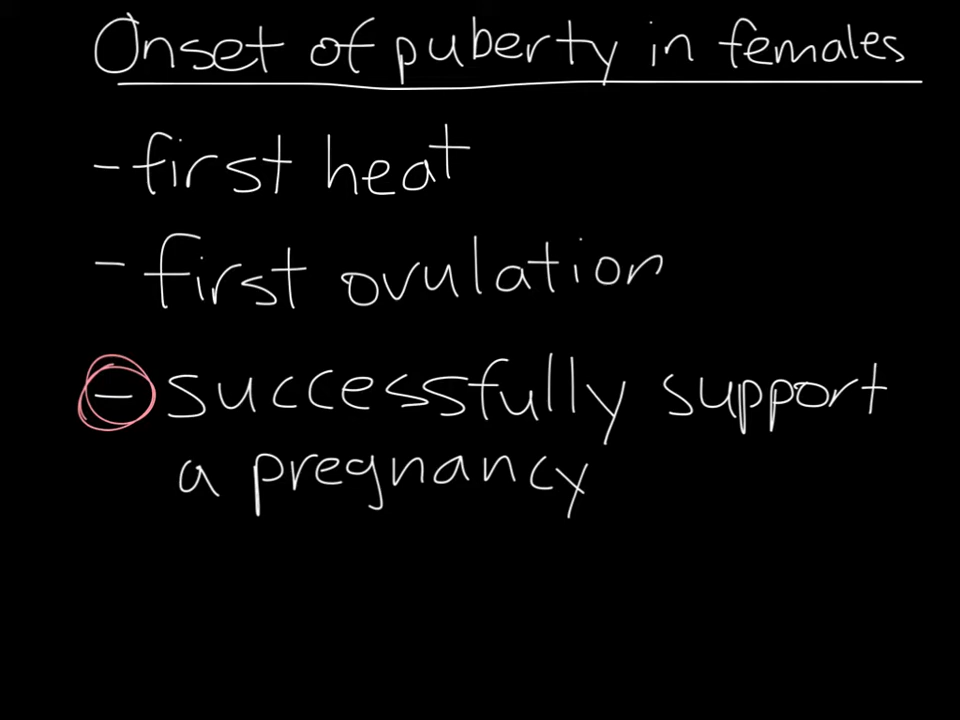 Onset of puberty in females
- first heat
- first ovulation
- successfully support
a pregnancy